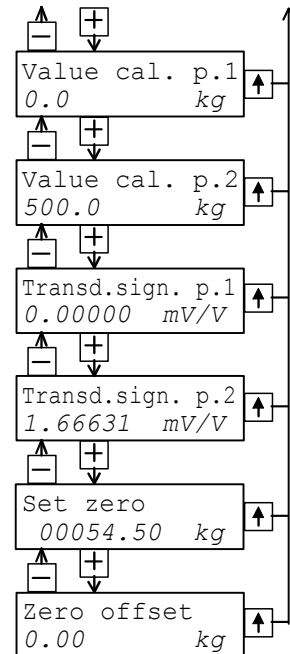 − +
Value cal. p.1
0.0 kg
− +
Value cal. p.2
500.0 kg
− +
Transd.sign. p.1
0.00000 mV/V
− +
Transd.sign. p.2
1.66631 mV/V
− +
Set zero
00054.50 kg
− +
Zero offset
0.00 kg